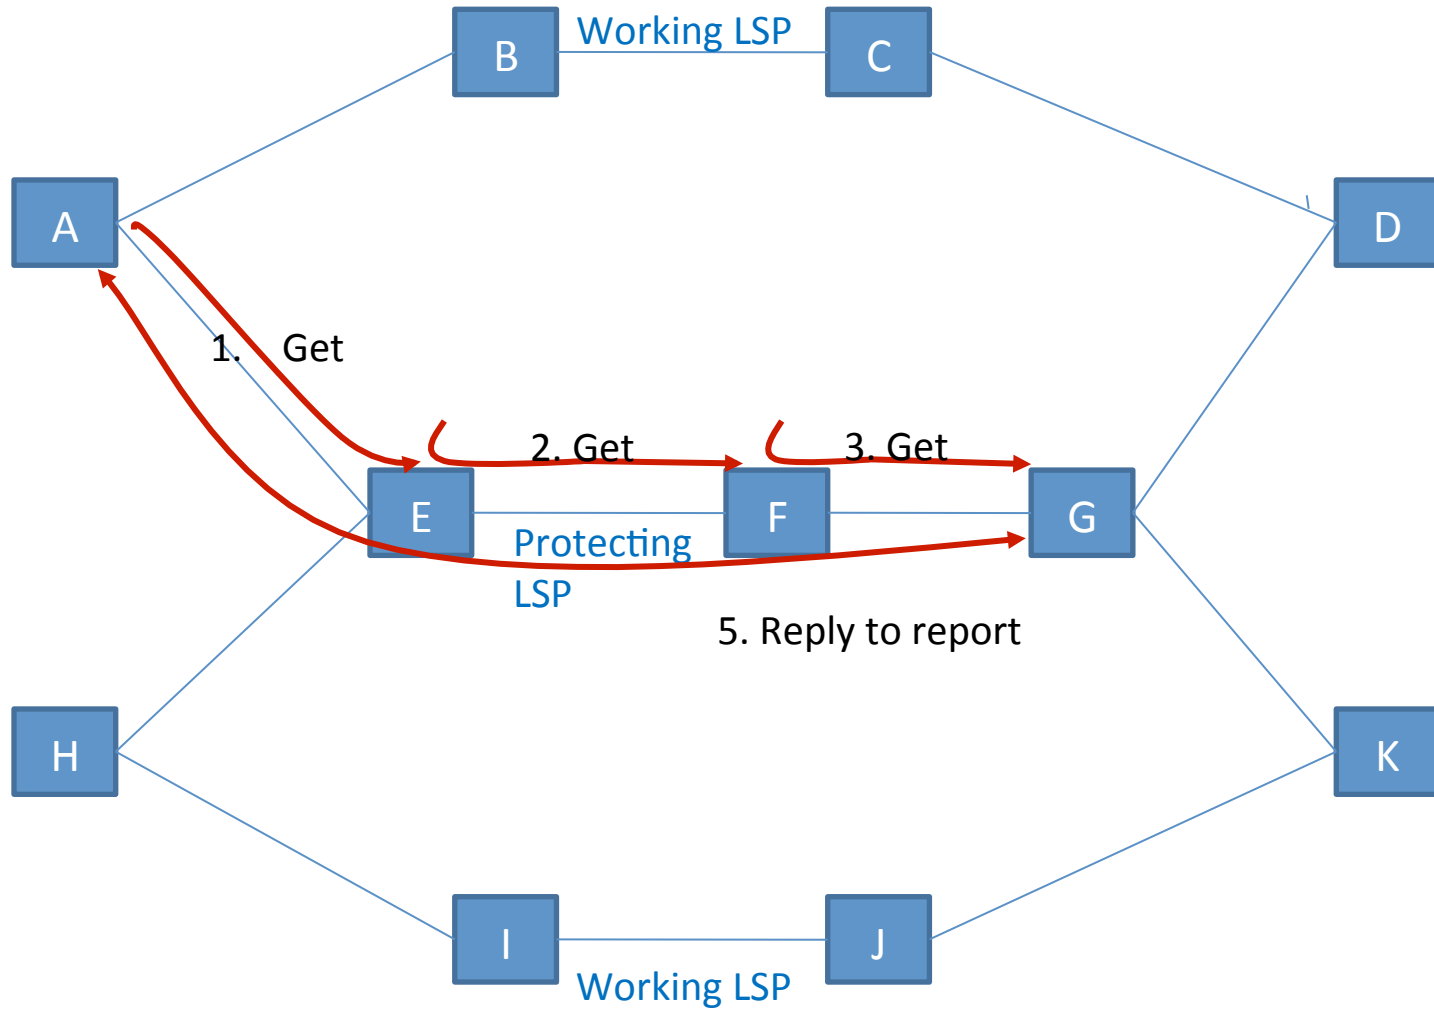 Working LSP
B
C
A
D
1. Get
2. Get
3. Get
E
F
G
Protecting
LSP
5. Reply to report
H
K
I
J
Working LSP